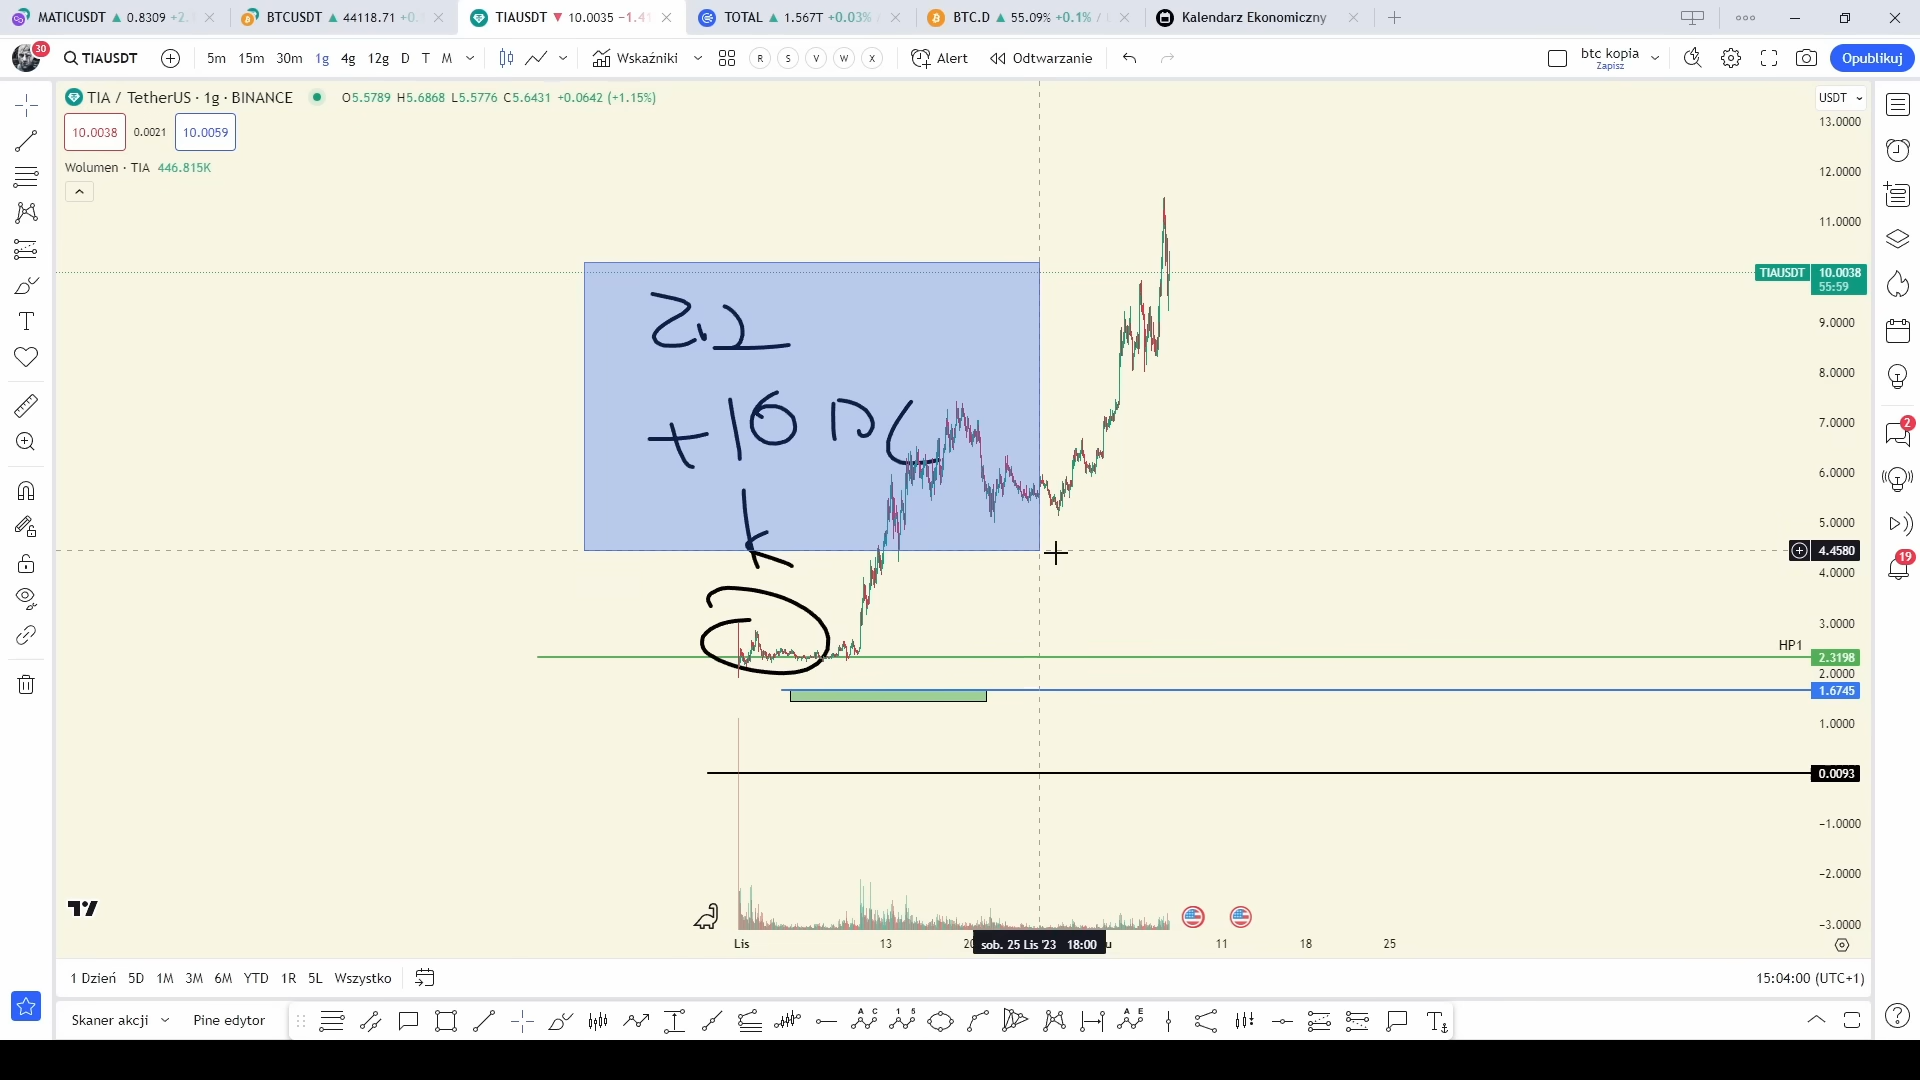 MATICUSDT ▲ 0.8309 +2.
BTCUSDT ▲ 44118.71 +0.
TIAUSDT ▼ 10.0035 −1.41
TOTAL ▲ 1.567T +0.03% /
BTC.D ▲ 55.09% +0.1% /
Kalendarz Ekonomiczny
30
TIAUSDT
5m 15m 30m 1g 4g 12g D T M
Wskaźniki
R S V W X
Alert
Odtwarzanie
btc kopia
Zapisz
Opublikuj
TIA / TetherUS · 1g · BINANCE
O5.5789 H5.6868 L5.5776 C5.6431 +0.0642 (+1.15%)
USDT
10.0038 0.0021 10.0059
Wolumen · TIA 446.815K
13.0000
12.0000
11.0000
TIAUSDT 10.0038
55:59
9.0000
8.0000
7.0000
6.0000
5.0000
4.4580
4.0000
3.0000
HP1
2.3198
2.0000
1.6745
1.0000
0.0093
−1.0000
−2.0000
−3.0000
2
19
+10
k
Lis 13 20 sob. 25 Lis '23 18:00 11 18 25
1 Dzień 5D 1M 3M 6M YTD 1R 5L Wszystko
15:04:00 (UTC+1)
Skaner akcji
Pine edytor